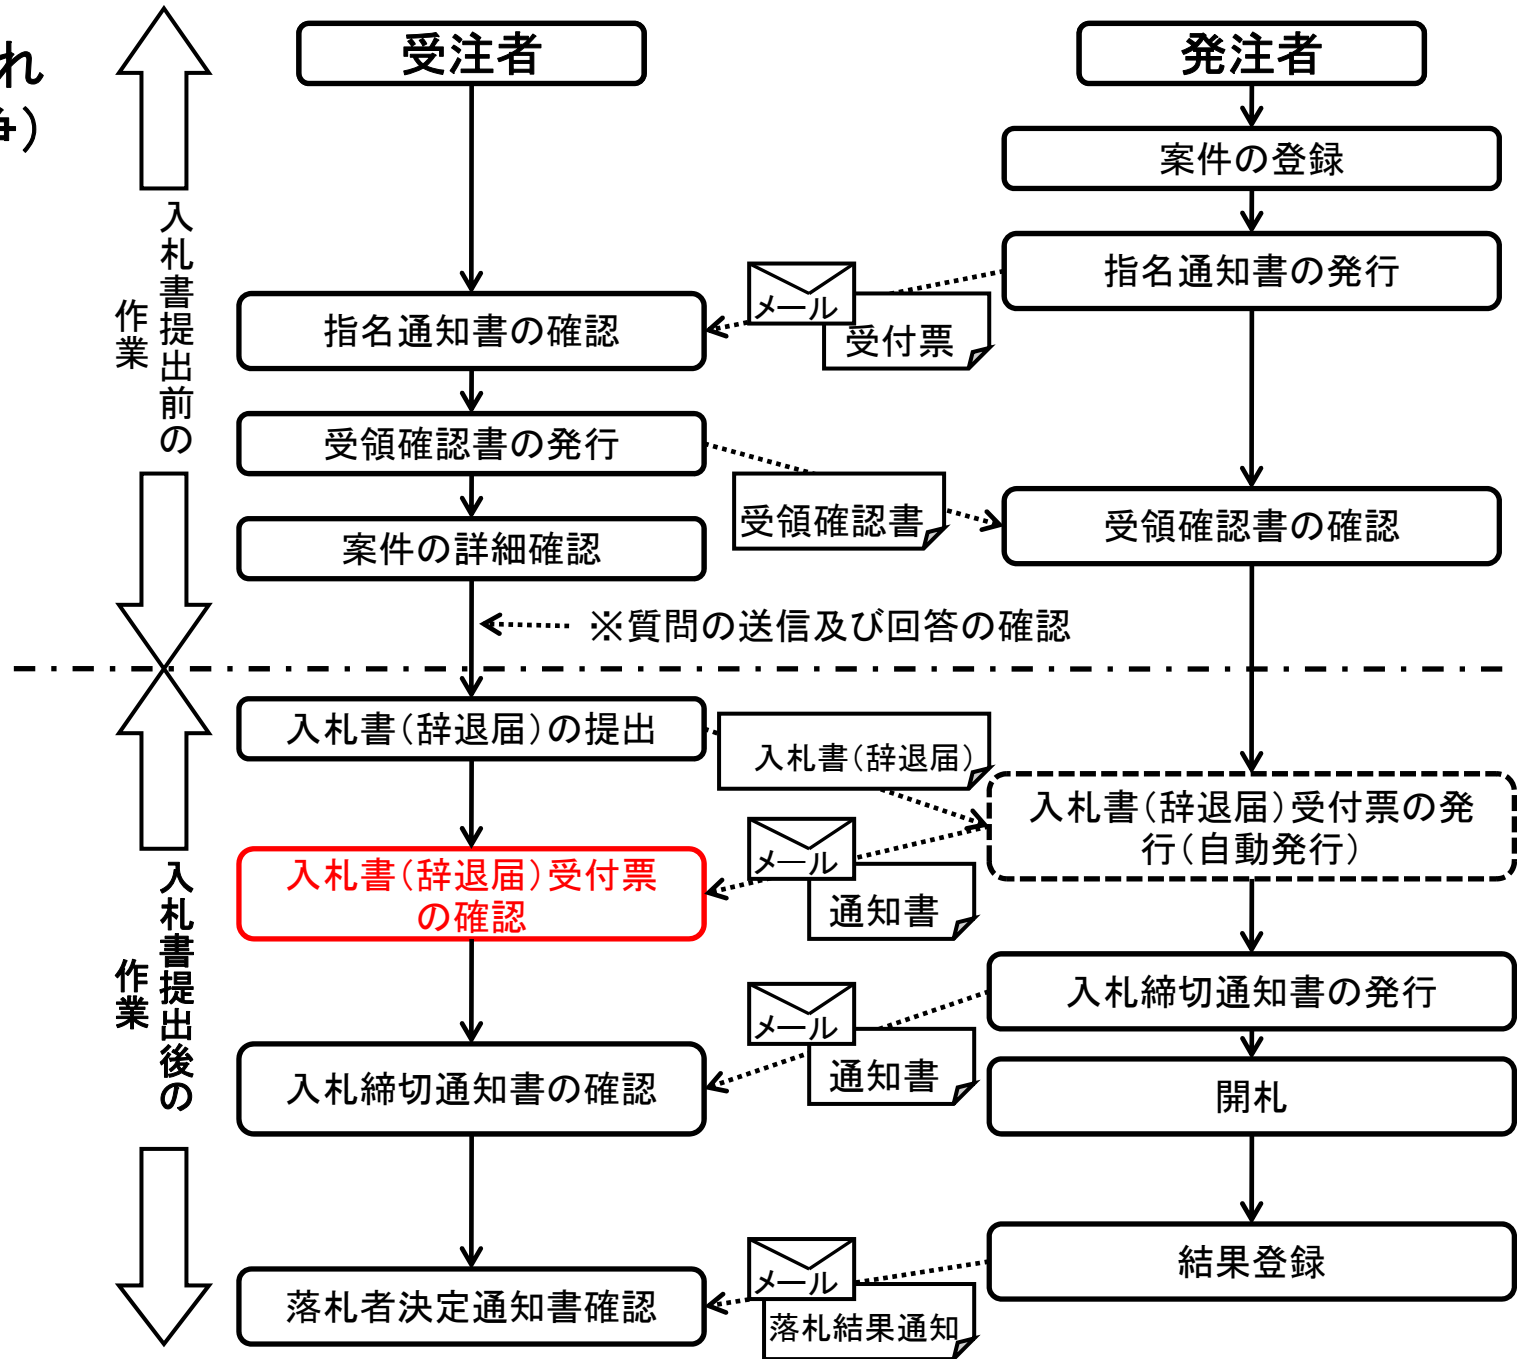 れ
争)
受注者
発注者
案件の登録
指名通知書の発行
メール
受付票
指名通知書の確認
入札書提出前の
作業
受領確認書の発行
受領確認書
受領確認書の確認
案件の詳細確認
※質問の送信及び回答の確認
入札書(辞退届)の提出
入札書(辞退届)
入札書(辞退届)受付票の発
行(自動発行)
メール
通知書
入札書(辞退届)受付票
の確認
入札書提出後の
作業
入札締切通知書の発行
メール
通知書
入札締切通知書の確認
開札
結果登録
メール
落札結果通知
落札者決定通知書確認